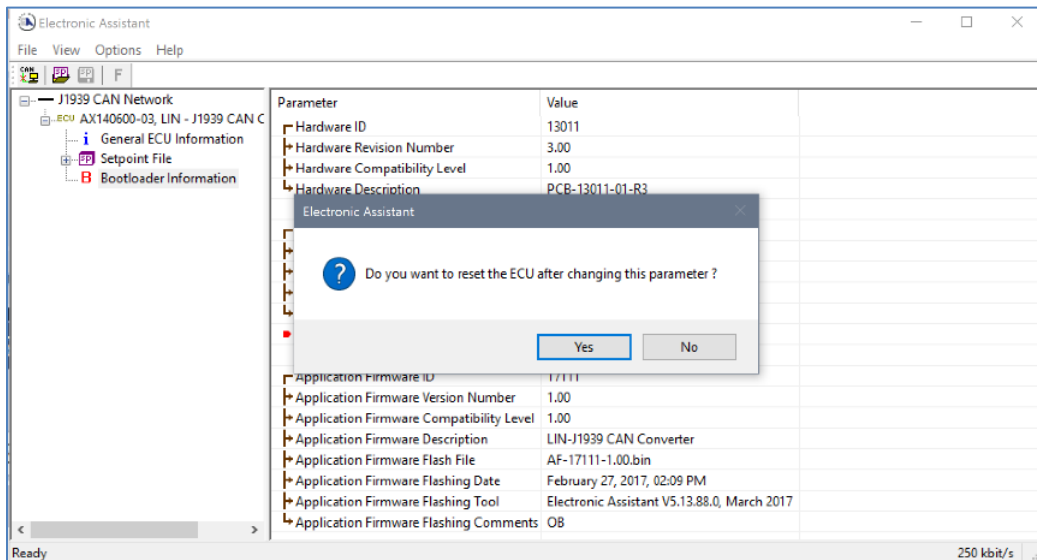 Electronic Assistant
File View Options Help
CAN SP SP F
J1939 CAN Network
ECU AX140600-03, LIN - J1939 CAN C
i General ECU Information
SP Setpoint File
B Bootloader Information
Parameter Value
Hardware ID 13011
Hardware Revision Number 3.00
Hardware Compatibility Level 1.00
Hardware Description PCB-13011-01-R3
Electronic Assistant
? Do you want to reset the ECU after changing this parameter ?
Yes No
Application Firmware ID 17111
Application Firmware Version Number 1.00
Application Firmware Compatibility Level 1.00
Application Firmware Description LIN-J1939 CAN Converter
Application Firmware Flash File AF-17111-1.00.bin
Application Firmware Flashing Date February 27, 2017, 02:09 PM
Application Firmware Flashing Tool Electronic Assistant V5.13.88.0, March 2017
Application Firmware Flashing Comments OB
Ready 250 kbit/s